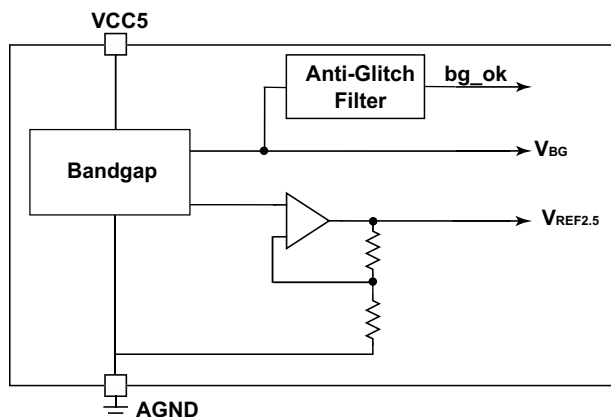 VCC5
Anti-Glitch
Filter
bg_ok
Bandgap
VBG
VREF2.5
AGND